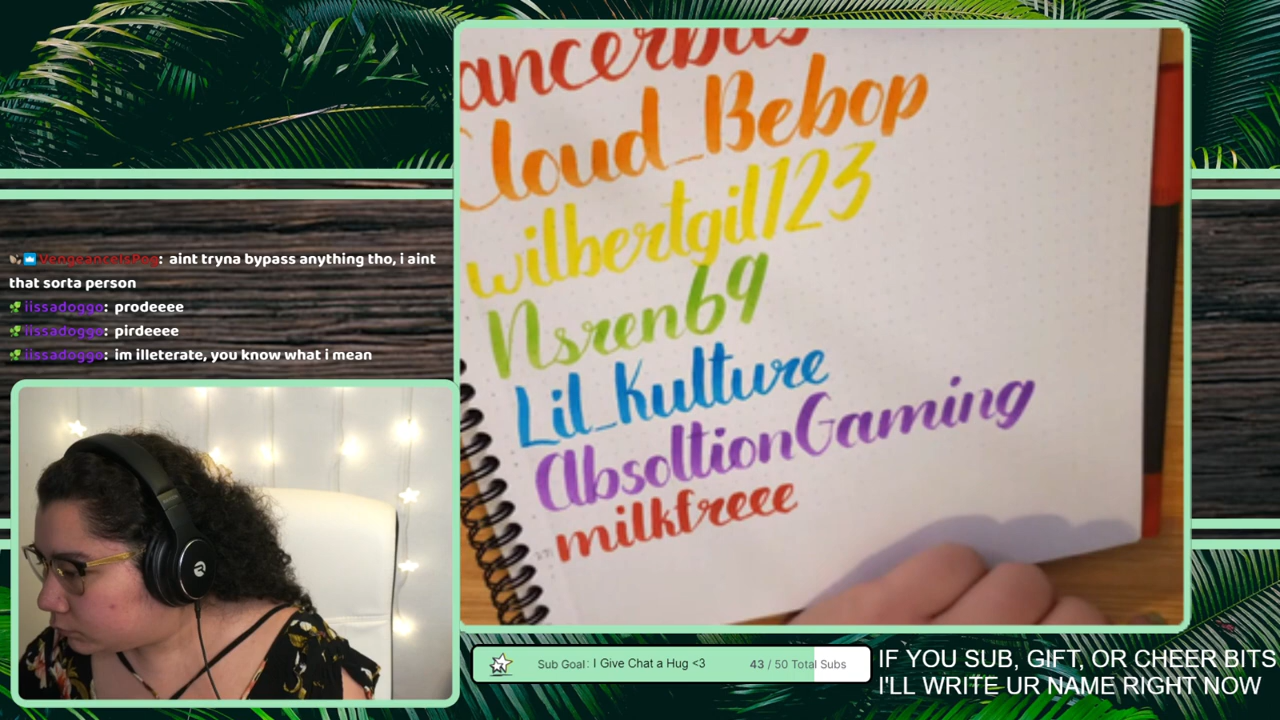 ancerbats
Cloud_Bebop
wilbertgil123
Nsren69
Lil_Kulture
AbsoltionGaming
milkfreee
VengeanceIsRog: aint tryna bypass anything tho, i aint
that sorta person
iissadoggo: prodeeee
iissadoggo: pirdeeee
iissadoggo: im illeterate, you know what i mean
Sub Goal: I Give Chat a Hug <3 43 / 50 Total Subs
IF YOU SUB, GIFT, OR CHEER BITS
I'LL WRITE UR NAME RIGHT NOW